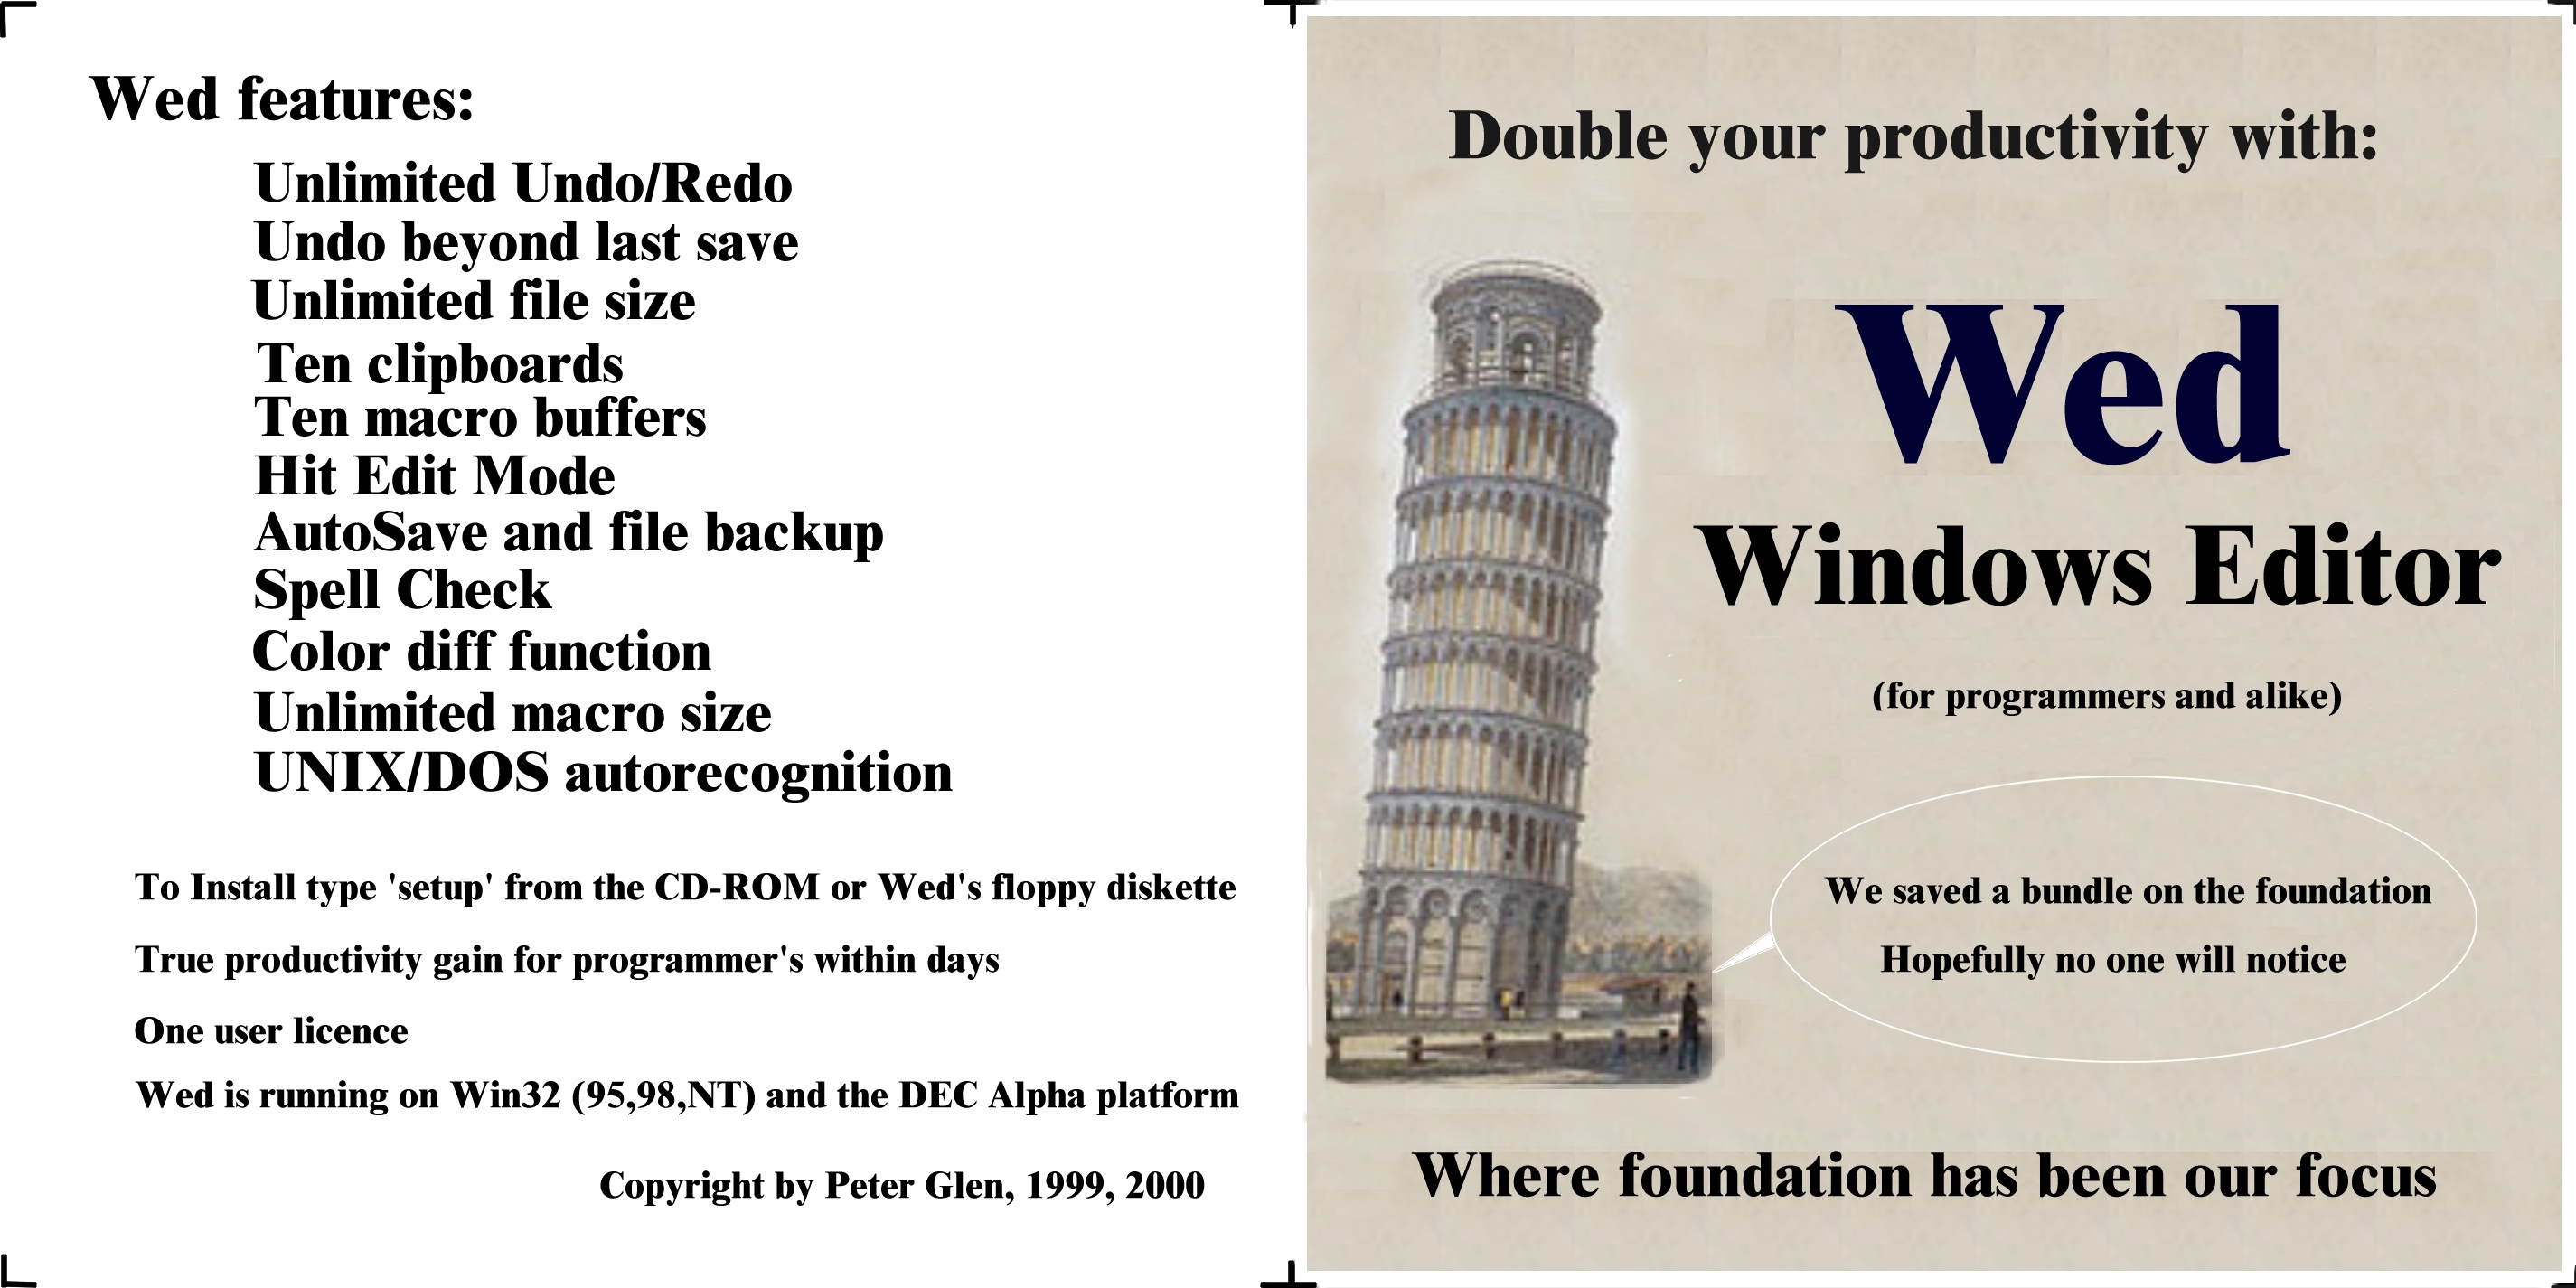 Wed features:
Unlimited Undo/Redo
Undo beyond last save
Unlimited file size
Ten clipboards
Ten macro buffers
Hit Edit Mode
AutoSave and file backup
Spell Check
Color diff function
Unlimited macro size
UNIX/DOS autorecognition
To Install type 'setup' from the CD-ROM or Wed's floppy diskette
True productivity gain for programmer's within days
One user licence
Wed is running on Win32 (95,98,NT) and the DEC Alpha platform
Copyright by Peter Glen, 1999, 2000
Double your productivity with:
Wed
Windows Editor
(for programmers and alike)
We saved a bundle on the foundation
Hopefully no one will notice
Where foundation has been our focus